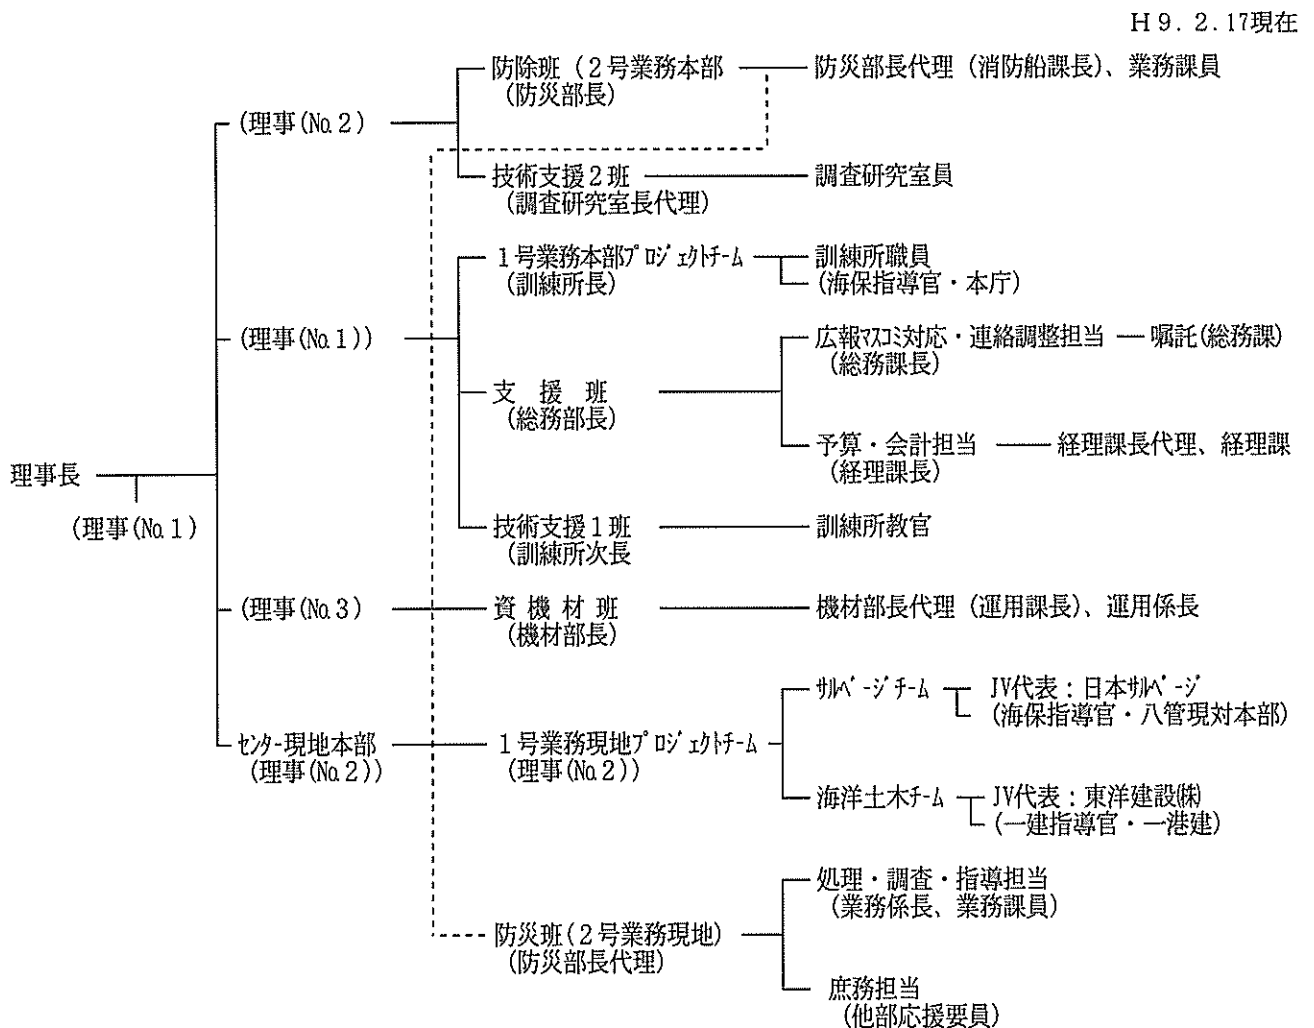 H9.2.17現在
防除班（2号業務本部
（防災部長）
防災部長代理（消防船課長）、業務課員
（理事（№2）
技術支援2班
（調査研究室長代理）
調査研究室員
1号業務本部プロジェクトチーム
（訓練所長）
訓練所職員
（海保指導官・本庁）
（理事（№1））
広報マスコミ対応・連絡調整担当
（総務課長）
嘱託（総務課）
支援班
（総務部長）
予算・会計担当
（経理課長）
経理課長代理、経理課
理事長
（理事（№1）
技術支援1班
（訓練所次長
訓練所教官
（理事（№3）
資機材班
（機材部長）
機材部長代理（運用課長）、運用係長
サルベージチーム
JV代表：日本サルベージ
（海保指導官・八管現対本部）
センター現地本部
（理事（№2））
1号業務現地プロジェクトチーム
（理事（№2））
海洋土木チーム
JV代表：東洋建設㈱
（一建指導官・一港建）
処理・調査・指導担当
（業務係長、業務課員）
防災班（2号業務現地）
（防災部長代理）
庶務担当
（他部応援要員）